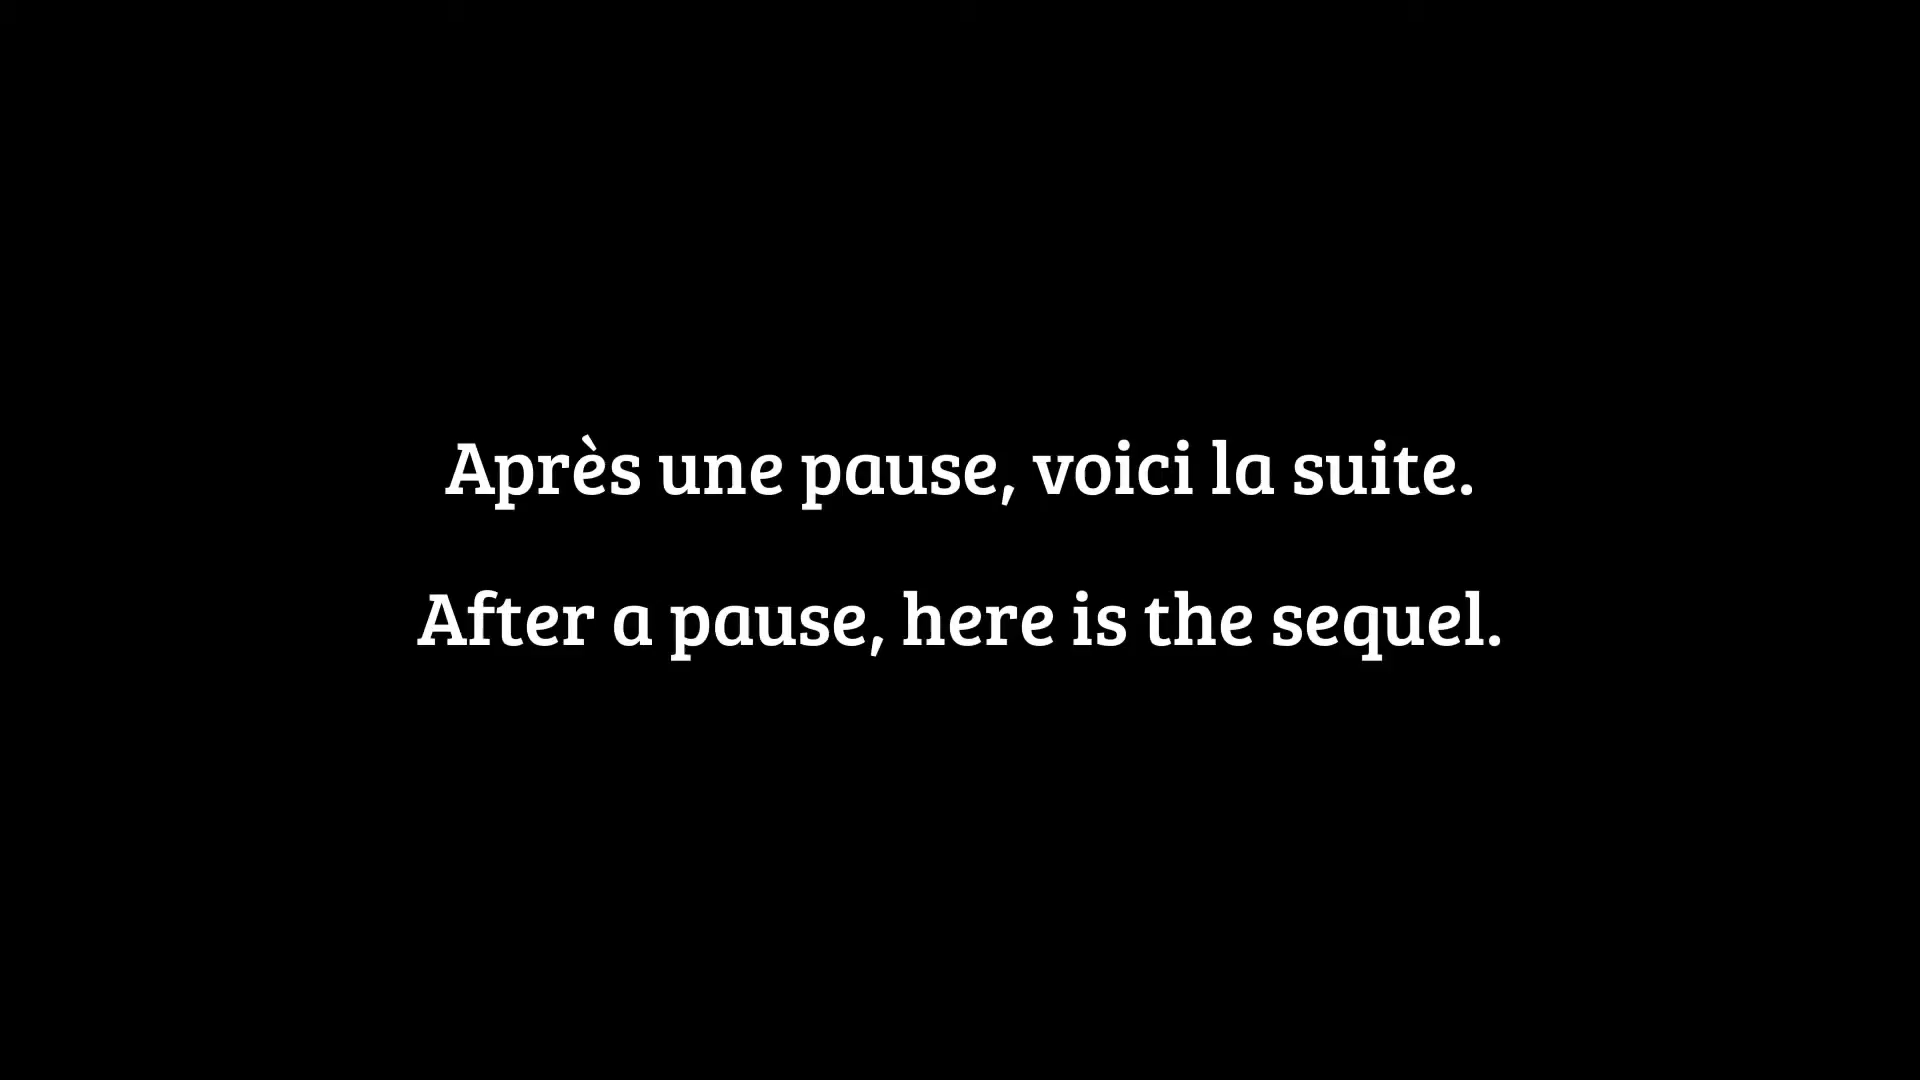 Après une pause, voici la suite.
After a pause, here is the sequel.